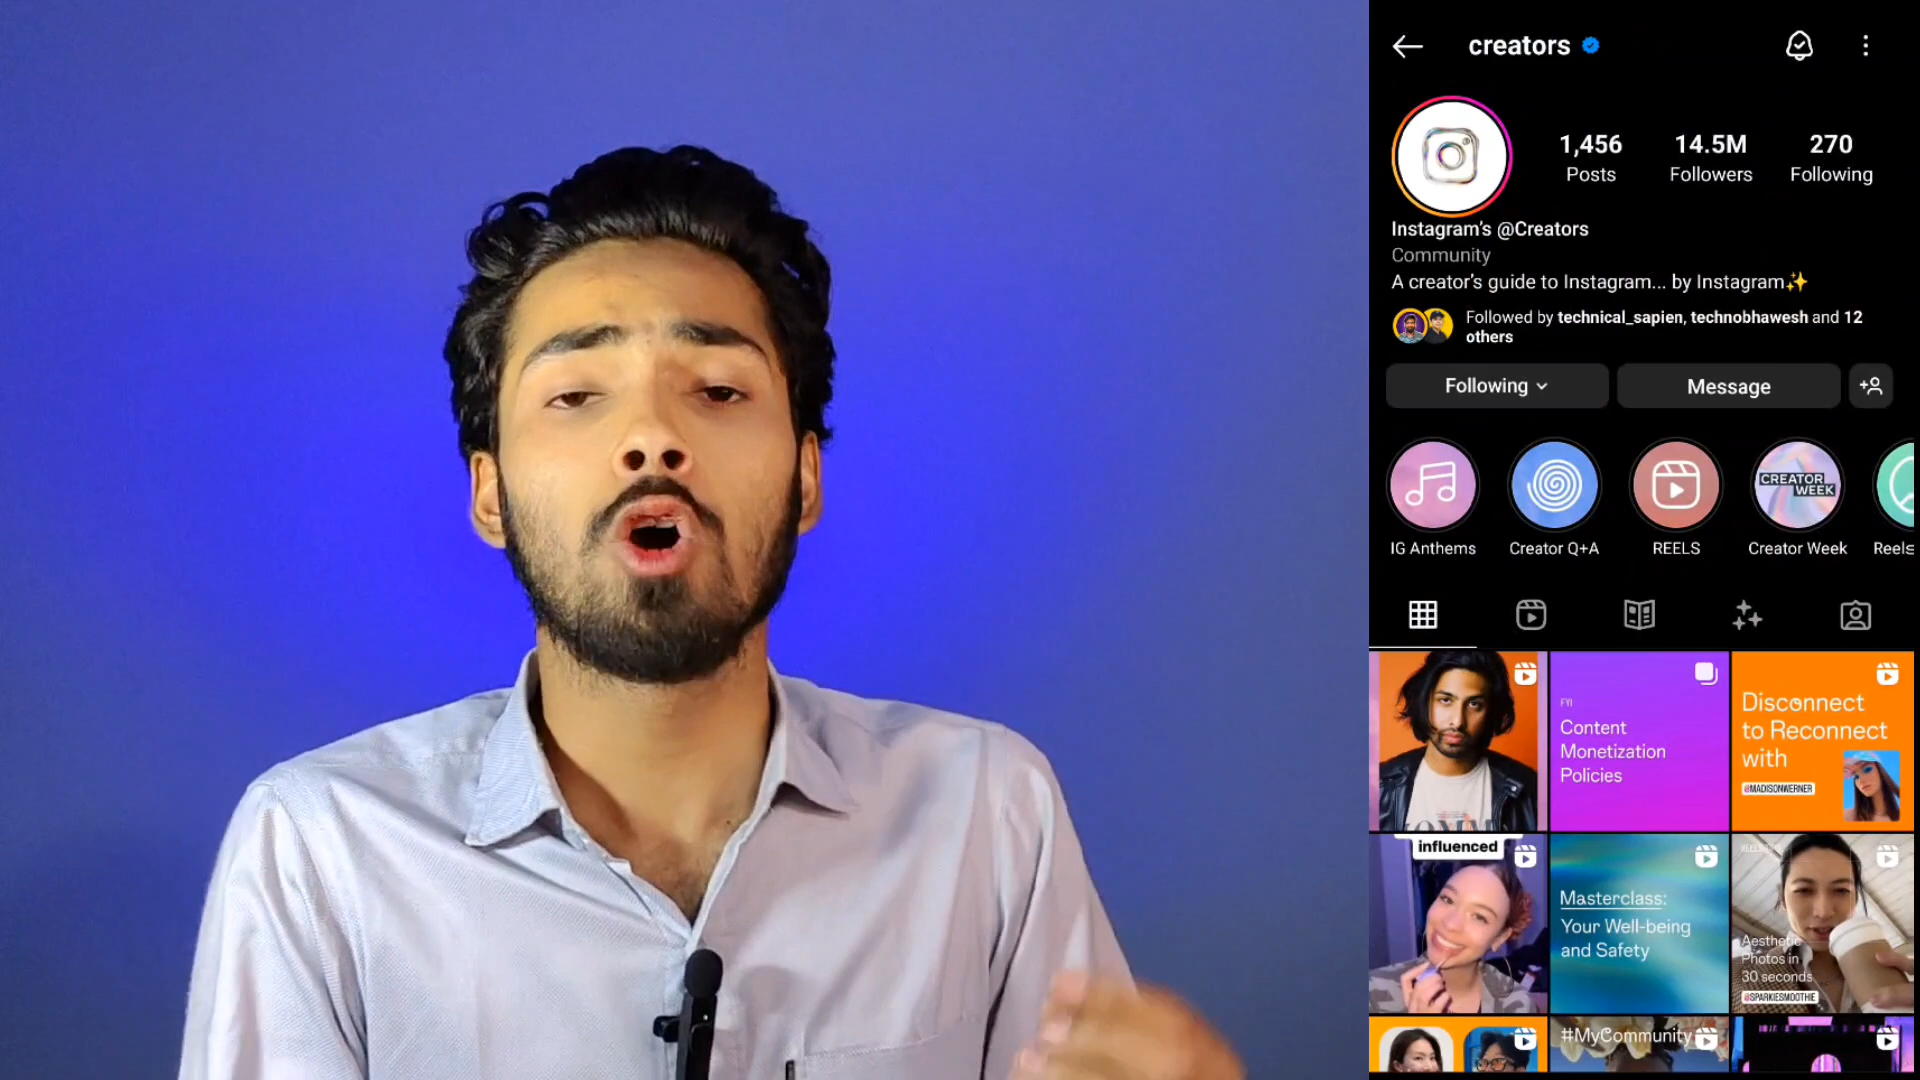 creators
1,456
14.5M
270
Posts
Followers
Following
Instagram's @Creators
Community
A creator's guide to Instagram... by Instagram✨
Followed by technical_sapien, technobhawesh and 12
others
Following
Message
CREATOR
WEEK
IG Anthems
Creator Q+A
REELS
Creator Week
Reels
FYI
Content
Monetization
Policies
Disconnect
to Reconnect
with
@MADISONWERNER
influenced
Masterclass:
Your Well-being
and Safety
Aesthetic
Photos in
30 seconds
@SPARKIESMOOTHIE
#MyCommunity